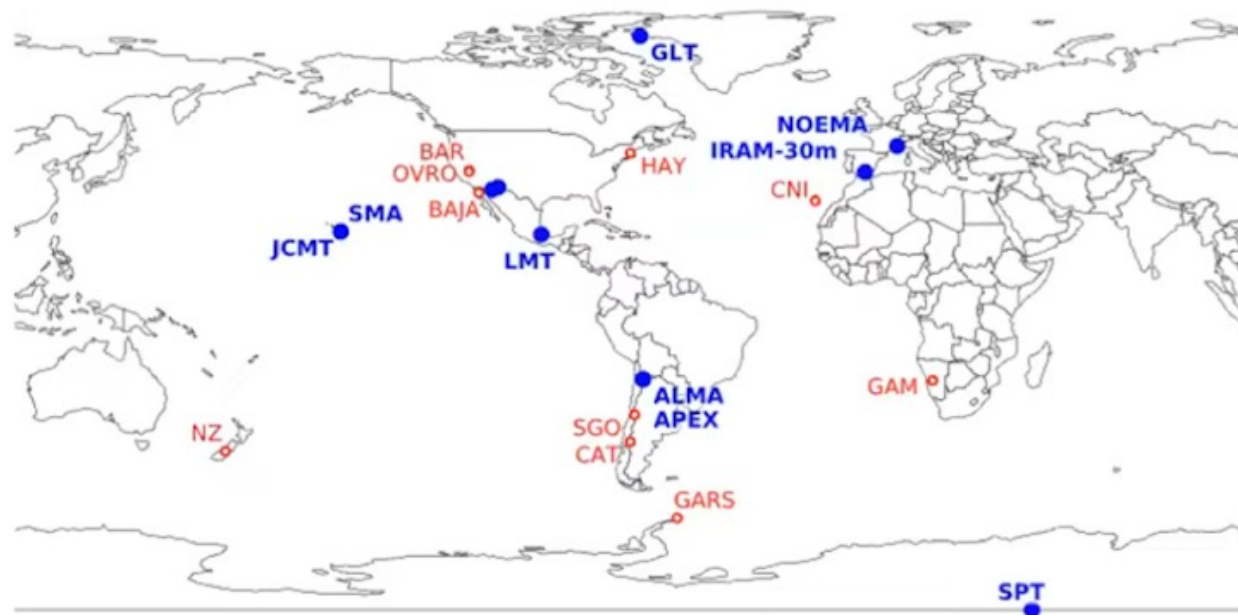 GLT
NOEMA
IRAM-30m
BAR
HAY
OVRO
CNI
BAJA
SMA
JCMT
LMT
GAM
ALMA
APEX
SGO
NZ
CAT
GARS
SPT